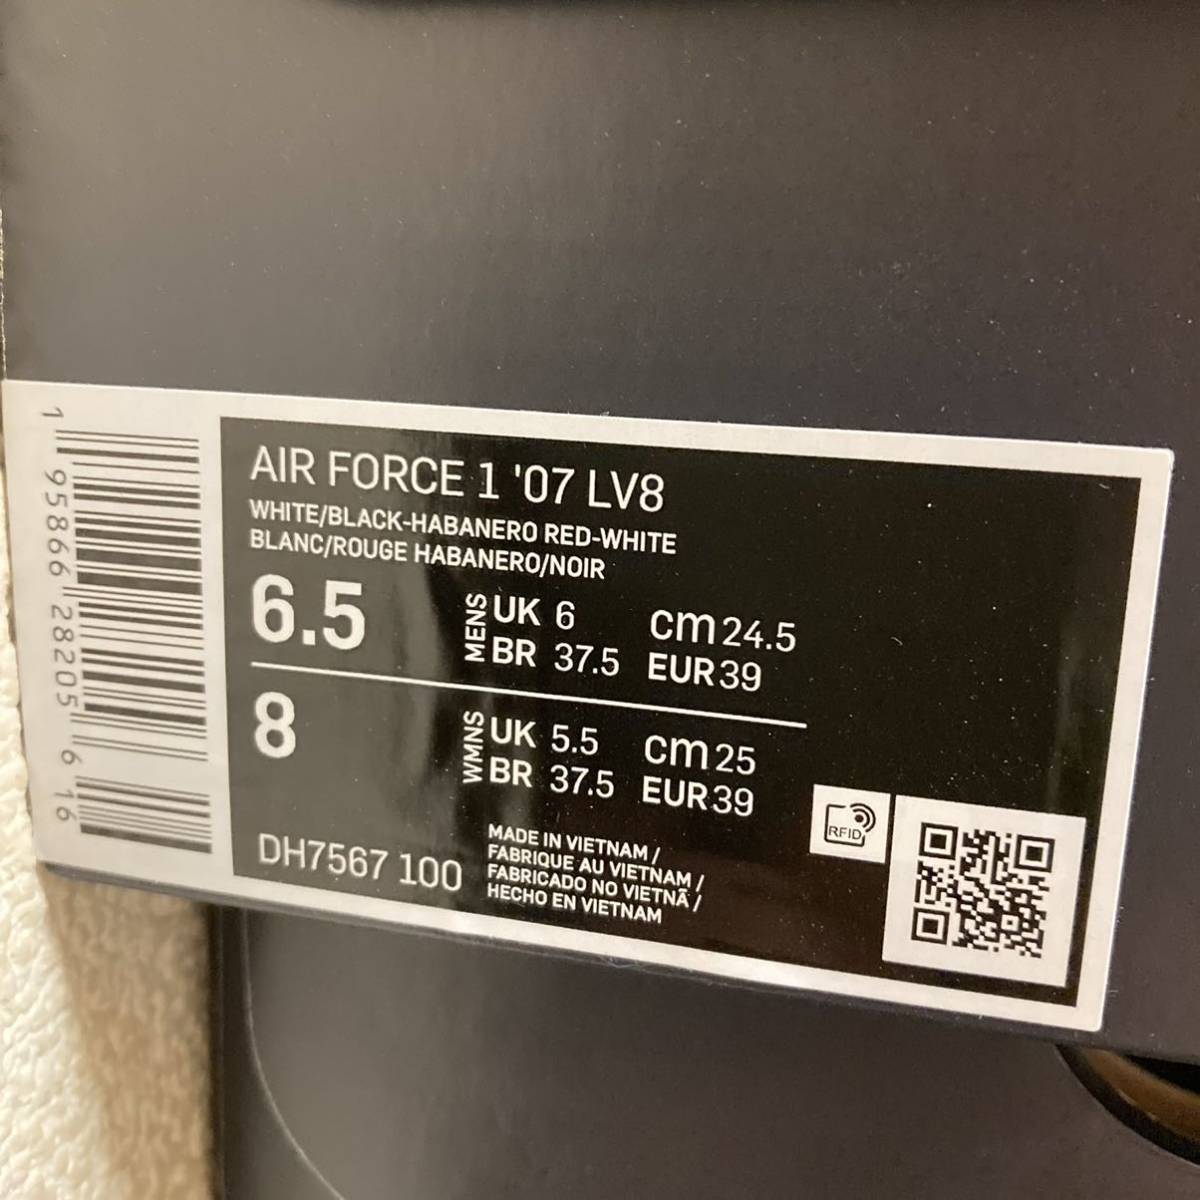 1 95866 28205 6 16
AIR FORCE 1 '07 LV8
WHITE/BLACK-HABANERO RED-WHITE
BLANC/ROUGE HABANERO/NOIR
6.5 MENS UK 6 cm 24.5
BR 37.5 EUR 39
8 WMNS UK 5.5 cm 25
BR 37.5 EUR 39
DH7567 100
MADE IN VIETNAM /
FABRIQUE AU VIETNAM /
FABRICADO NO VIETNÃ /
HECHO EN VIETNAM
RFID